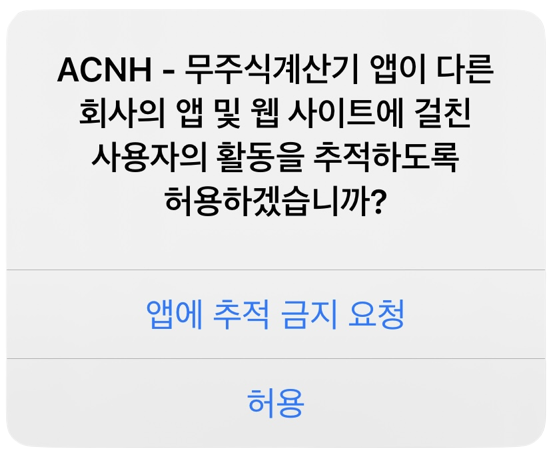 ACNH - 무주식계산기 앱이 다른
회사의 앱 및 웹 사이트에 걸친
사용자의 활동을 추적하도록
허용하겠습니까?
앱에 추적 금지 요청
허용